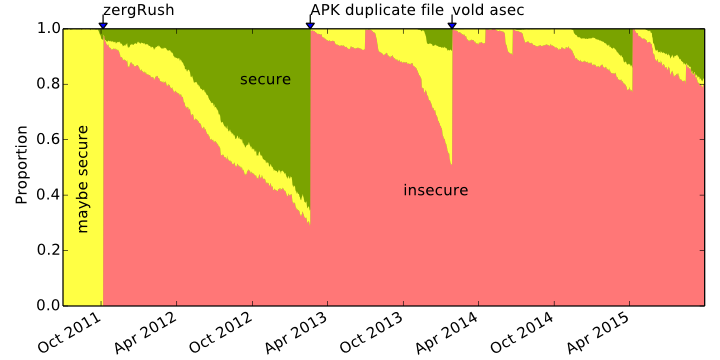 zergRush
APK duplicate file
vold asec
Proportion
1.0
0.8
0.6
0.4
0.2
0.0
maybe secure
secure
insecure
Oct 2011
Apr 2012
Oct 2012
Apr 2013
Oct 2013
Apr 2014
Oct 2014
Apr 2015